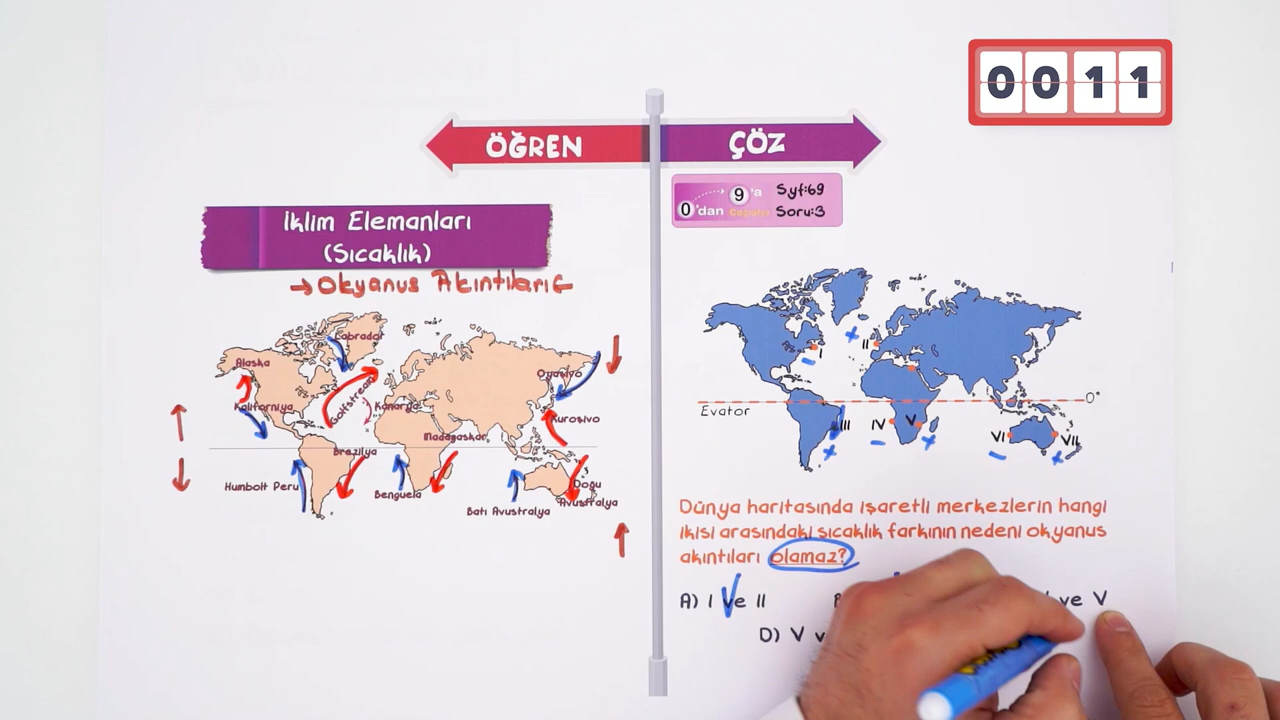 0011
ÖĞREN
ÇÖZ
0'dan 9'a Coğrafya
Syf:69
Soru:3
İklim Elemanları
(Sıcaklık)
→Okyanus Akıntıları
Labrador
Alaska
Oyaşivo
Golfstream
Kaliforniya
Kanarya
Kuroşivo
Madagaskar
Brezilya
Humbolt Peru
Benguela
Batı Avustralya
Doğu
Avustralya
I
II
Evator
0°
III
IV
V
VI
VII
Dünya haritasında işaretli merkezlerin hangi
ikisi arasındaki sıcaklık farkının nedeni okyanus
akıntıları olamaz?
A) I ve II
ve V
D) V